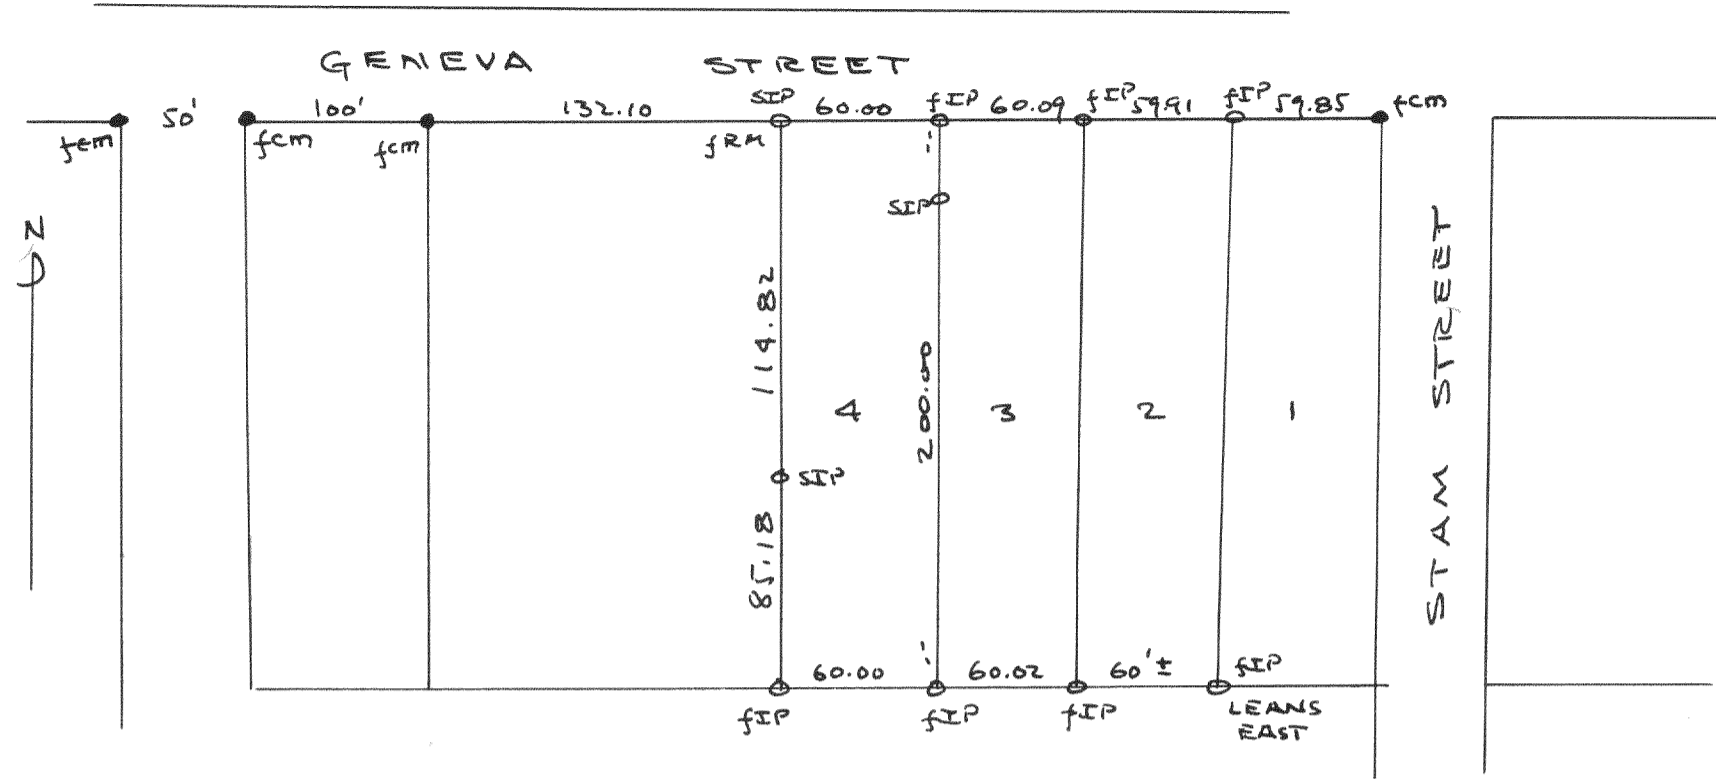 GENEVA STREET
fcm 50' fcm 100' fcm 132.10 SIP fRM 60.00 fIP 60.09 fIP 59.91 fIP 59.85 fcm
N
SIP
114.82
200.00
4 3 2 1
STAM STREET
SIP
85.18
60.00 60.02 60'± fIP
fIP fIP fIP LEANS
EAST